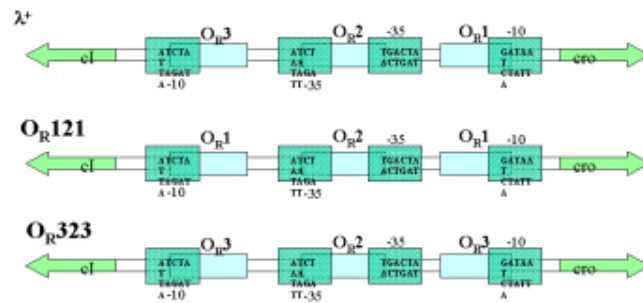 λ+
OR3 OR2 -35 OR1 -10
cI ATCTA ATCT TGACTA GATAA cro
T AA ACTGAT T
TAGAT TAGA CTATT
A-10 TT-35 A
OR121
OR1 OR2 -35 OR1 -10
cI ATCTA ATCT TGACTA GATAA cro
T AA ACTGAT T
TAGAT TAGA CTATT
A-10 TT-35 A
OR323
OR3 OR2 -35 OR3 -10
cI ATCTA ATCT TGACTA GATAA cro
T AA ACTGAT T
TAGAT TAGA CTATT
A-10 TT-35 A